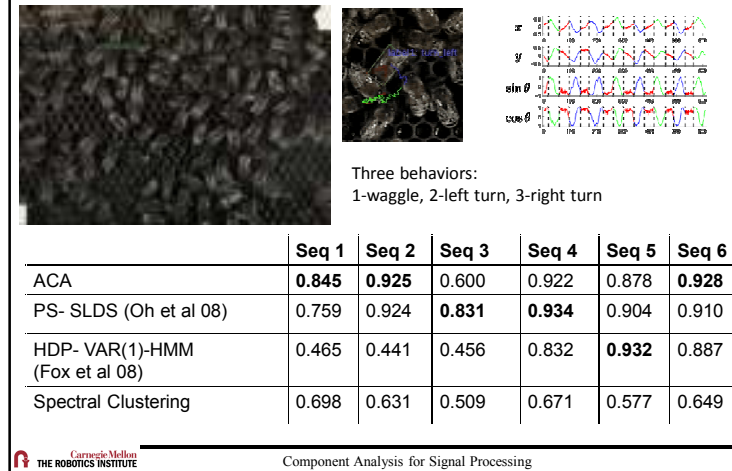 turn left
x
y
sin θ
cos θ
Three behaviors:
1-waggle, 2-left turn, 3-right turn
Seq 1 Seq 2 Seq 3 Seq 4 Seq 5 Seq 6
ACA 0.845 0.925 0.600 0.922 0.878 0.928
PS- SLDS (Oh et al 08) 0.759 0.924 0.831 0.934 0.904 0.910
HDP- VAR(1)-HMM 0.465 0.441 0.456 0.832 0.932 0.887
(Fox et al 08)
Spectral Clustering 0.698 0.631 0.509 0.671 0.577 0.649
Carnegie Mellon
THE ROBOTICS INSTITUTE
Component Analysis for Signal Processing